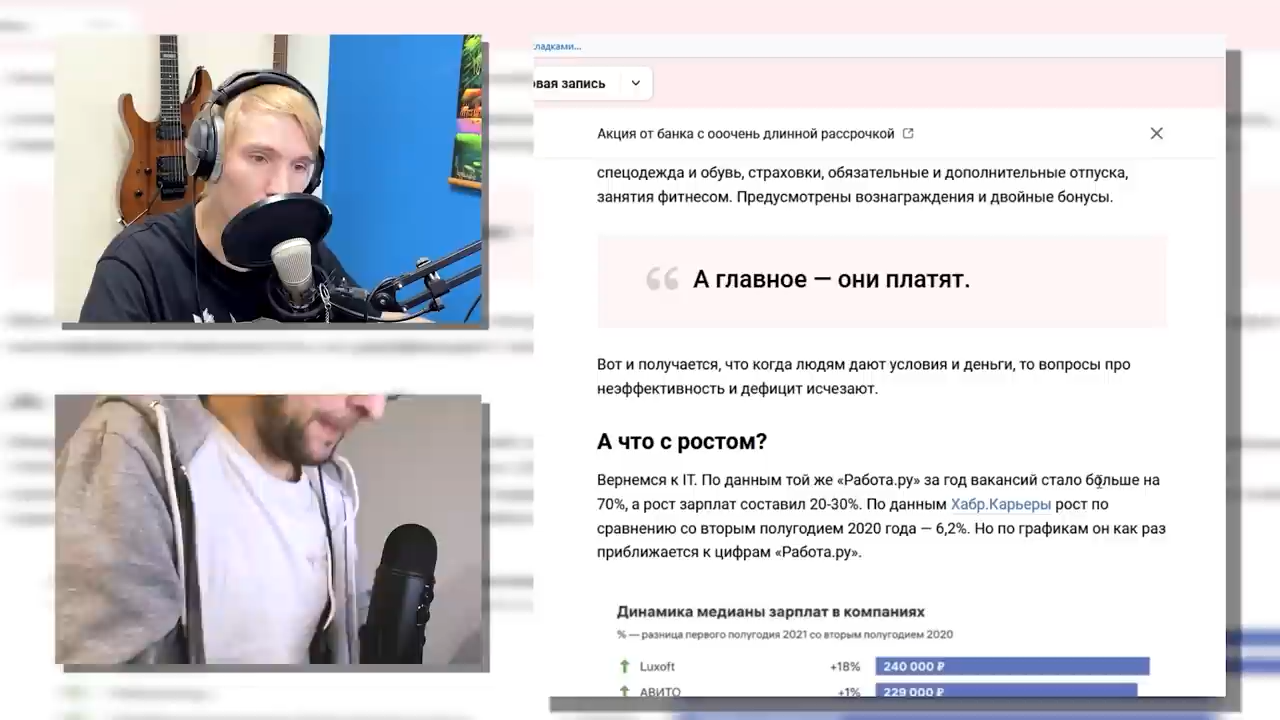 кладками...
овая запись
Акция от банка с ооочень длинной рассрочкой
спецодежда и обувь, страховки, обязательные и дополнительные отпуска,
занятия фитнесом. Предусмотрены вознаграждения и двойные бонусы.
А главное — они платят.
Вот и получается, что когда людям дают условия и деньги, то вопросы про
неэффективность и дефицит исчезают.
А что с ростом?
Вернемся к IT. По данным той же «Работа.ру» за год вакансий стало больше на
70%, а рост зарплат составил 20-30%. По данным Хабр.Карьеры рост по
сравнению со вторым полугодием 2020 года — 6,2%. Но по графикам он как раз
приближается к цифрам «Работа.ру».
Динамика медианы зарплат в компаниях
% — разница первого полугодия 2021 со вторым полугодием 2020
Luxoft +18% 240 000 ₽
АВИТО +1% 229 000 ₽